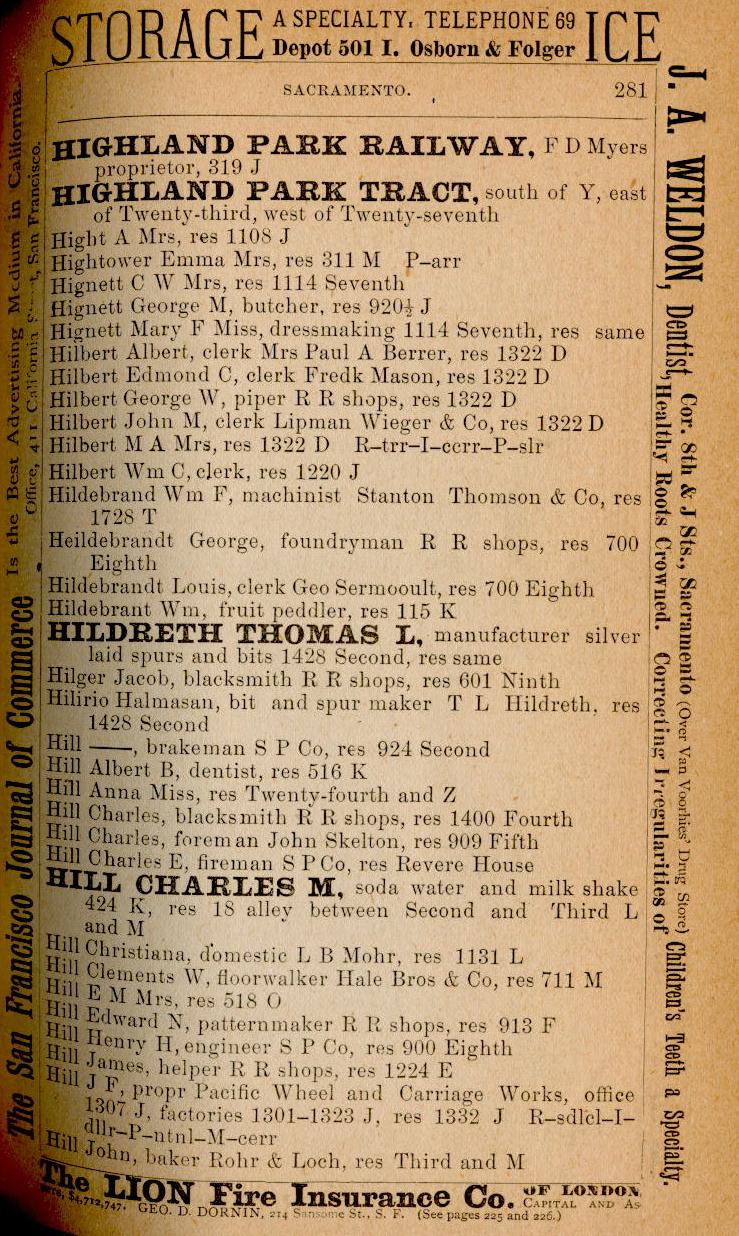 STORAGE A SPECIALTY. TELEPHONE 69 ICE
Depot 501 I. Osborn & Folger
SACRAMENTO. 281
HIGHLAND PARK RAILWAY, F D Myers
proprietor, 319 J
HIGHLAND PARK TRACT, south of Y, east
of Twenty-third, west of Twenty-seventh
Hight A Mrs, res 1108 J
Hightower Emma Mrs, res 311 M P–arr
Hignett C W Mrs, res 1114 Seventh
Hignett George M, butcher, res 920½ J
Hignett Mary F Miss, dressmaking 1114 Seventh, res same
Hilbert Albert, clerk Mrs Paul A Berrer, res 1322 D
Hilbert Edmond C, clerk Fredk Mason, res 1322 D
Hilbert George W, piper R R shops, res 1322 D
Hilbert John M, clerk Lipman Wieger & Co, res 1322 D
Hilbert M A Mrs, res 1322 D R–trr–I–ccrr–P–slr
Hilbert Wm C, clerk, res 1220 J
Hildebrand Wm F, machinist Stanton Thomson & Co, res
1728 T
Heildebrandt George, foundryman R R shops, res 700
Eighth
Hildebrandt Louis, clerk Geo Sermooult, res 700 Eighth
Hildebrant Wm, fruit peddler, res 115 K
HILDRETH THOMAS L, manufacturer silver
laid spurs and bits 1428 Second, res same
Hilger Jacob, blacksmith R R shops, res 601 Ninth
Hilirio Halmasan, bit and spur maker T L Hildreth, res
1428 Second
Hill ——, brakeman S P Co, res 924 Second
Hill Albert B, dentist, res 516 K
Hill Anna Miss, res Twenty-fourth and Z
Hill Charles, blacksmith R R shops, res 1400 Fourth
Hill Charles, foreman John Skelton, res 909 Fifth
Hill Charles E, fireman S P Co, res Revere House
HILL CHARLES M, soda water and milk shake
424 K, res 18 alley between Second and Third L
and M
Hill Christiana, domestic L B Mohr, res 1131 L
Hill Clements W, floorwalker Hale Bros & Co, res 711 M
Hill E M Mrs, res 518 O
Hill Edward N, patternmaker R R shops, res 913 F
Hill Henry H, engineer S P Co, res 900 Eighth
Hill James, helper R R shops, res 1224 E
Hill J F, propr Pacific Wheel and Carriage Works, office
1307 J, factories 1301–1323 J, res 1332 J R–sdlcl–I–
dllr–P–ntnl–M–cerr
Hill John, baker Rohr & Loch, res Third and M
The LION Fire Insurance Co. OF LONDON,
$4,712,747. GEO. D. DORNIN, 214 Sansome St., S. F. (See pages 225 and 226.) CAPITAL AND AS-
The San Francisco Journal of Commerce Is the Best Advertising Medium in California.
Office, 411 California Street, San Francisco.
J. A. WELDON, Dentist, Cor. 8th & J Sts., Sacramento (Over Van Voorhies' Drug Store)
Healthy Roots Crowned. Correcting Irregularities of Children's Teeth a Specialty.